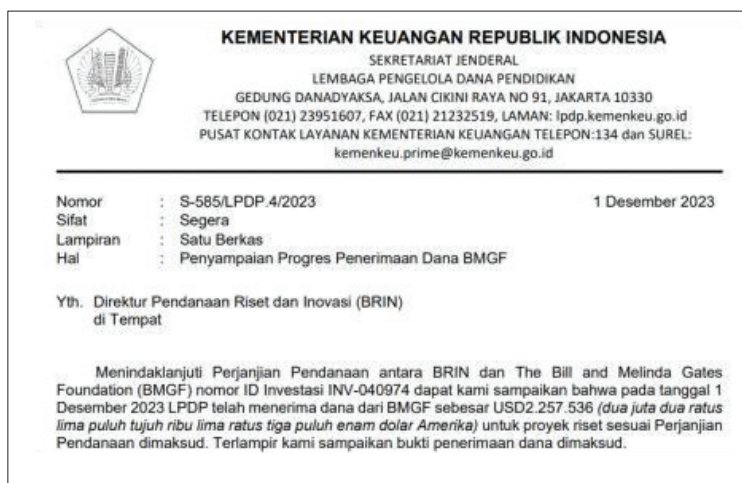 KEMENTERIAN KEUANGAN REPUBLIK INDONESIA
SEKRETARIAT JENDERAL
LEMBAGA PENGELOLA DANA PENDIDIKAN
GEDUNG DANADYAKSA, JALAN CIKINI RAYA NO 91, JAKARTA 10330
TELEPON (021) 23951607, FAX (021) 21232519, LAMAN: lpdp.kemenkeu.go.id
PUSAT KONTAK LAYANAN KEMENTERIAN KEUANGAN TELEPON:134 dan SUREL:
kemenkeu.prime@kemenkeu.go.id
Nomor : S-585/LPDP.4/2023 1 Desember 2023
Sifat : Segera
Lampiran : Satu Berkas
Hal : Penyampaian Progres Penerimaan Dana BMGF
Yth. Direktur Pendanaan Riset dan Inovasi (BRIN)
di Tempat
Menindaklanjuti Perjanjian Pendanaan antara BRIN dan The Bill and Melinda Gates
Foundation (BMGF) nomor ID Investasi INV-040974 dapat kami sampaikan bahwa pada tanggal 1
Desember 2023 LPDP telah menerima dana dari BMGF sebesar USD2.257.536 (dua juta dua ratus
lima puluh tujuh ribu lima ratus tiga puluh enam dolar Amerika) untuk proyek riset sesuai Perjanjian
Pendanaan dimaksud. Terlampir kami sampaikan bukti penerimaan dana dimaksud.